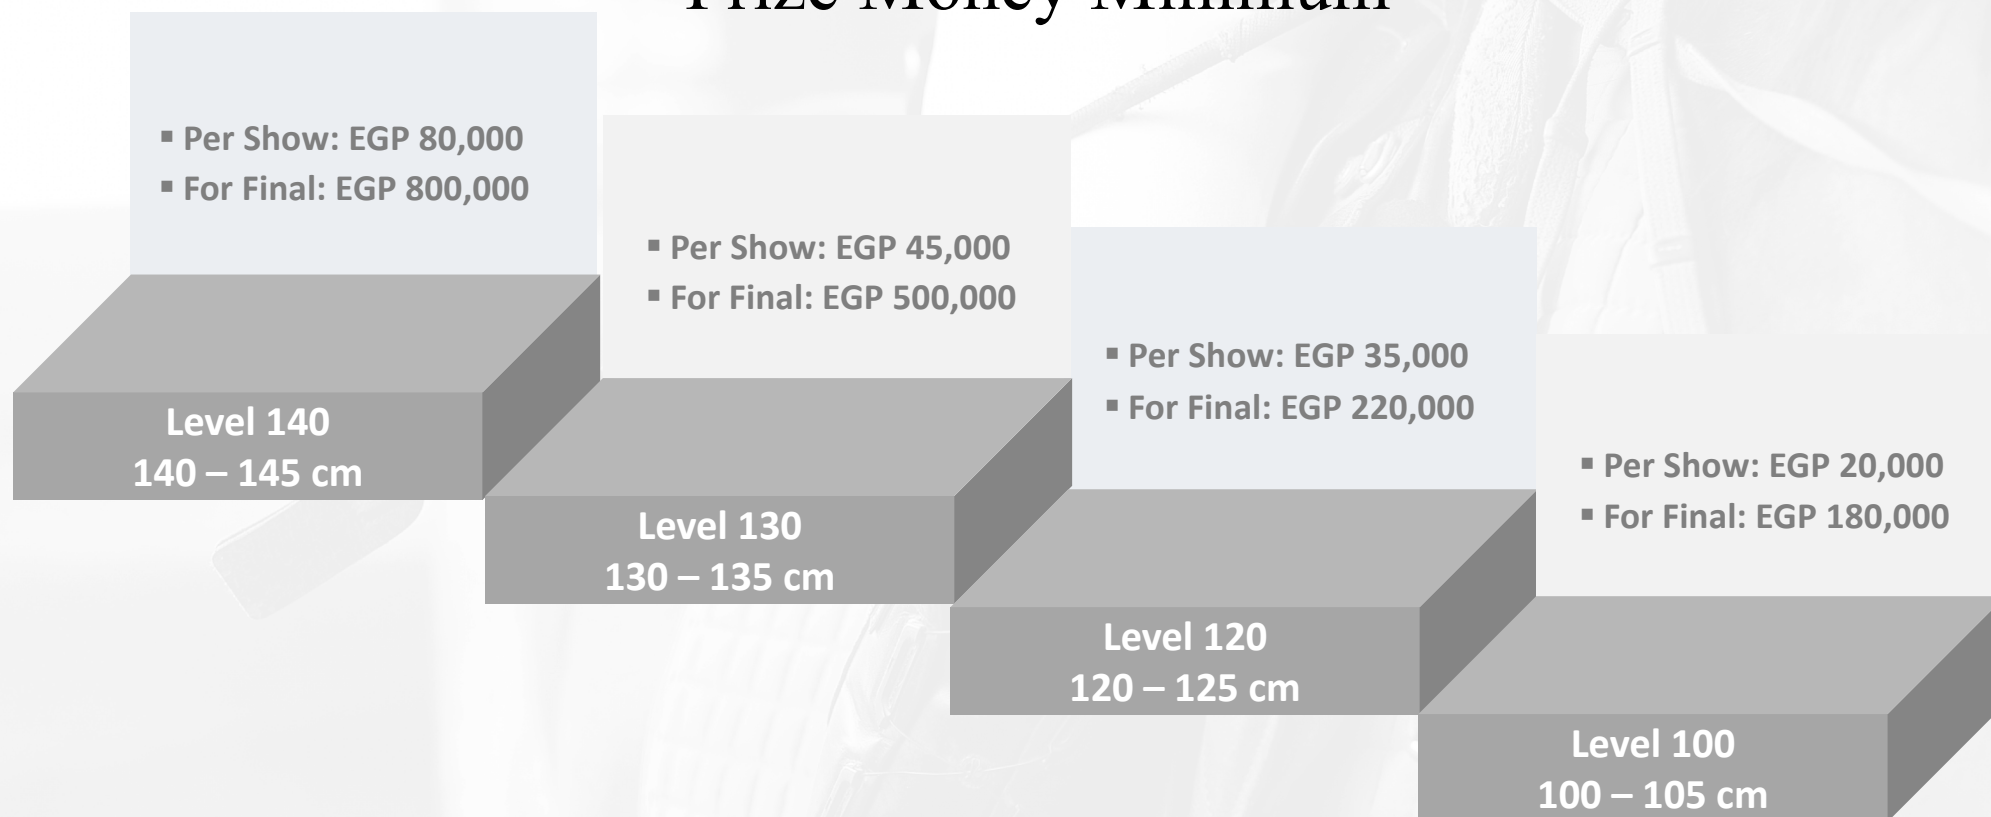 Prize Money Minimum
▪ Per Show: EGP 80,000
▪ For Final: EGP 800,000
Level 140
140 – 145 cm
▪ Per Show: EGP 45,000
▪ For Final: EGP 500,000
Level 130
130 – 135 cm
▪ Per Show: EGP 35,000
▪ For Final: EGP 220,000
Level 120
120 – 125 cm
▪ Per Show: EGP 20,000
▪ For Final: EGP 180,000
Level 100
100 – 105 cm